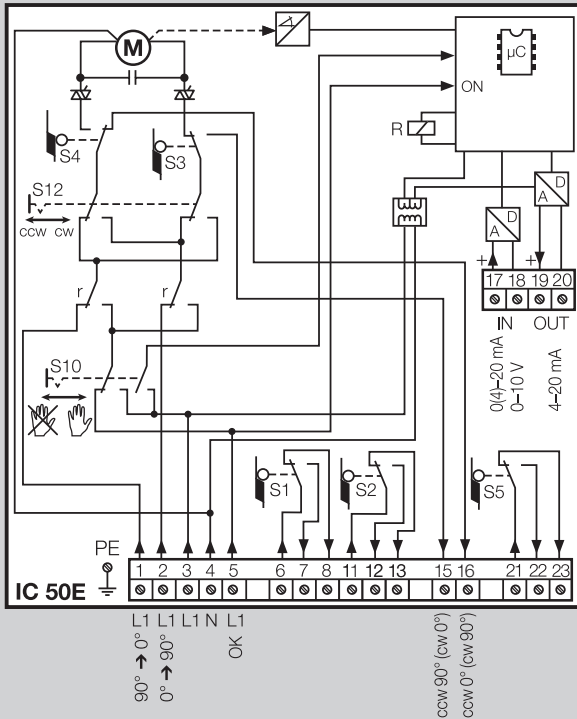 M
µC
ON
R
S4
S3
S12
ccw cw
r
r
A
D
A
D
+
+
17 18 19 20
IN OUT
0(4)–20 mA
0–10 V
4–20 mA
S10
S1
S2
S5
PE
1 2 3 4 5 6 7 8 11 12 13 15 16 21 22 23
IC 50E
L1 L1 L1 N L1
90° ➔ 0°
0° ➔ 90°
OK
ccw 90° (cw 0°)
ccw 0° (cw 90°)